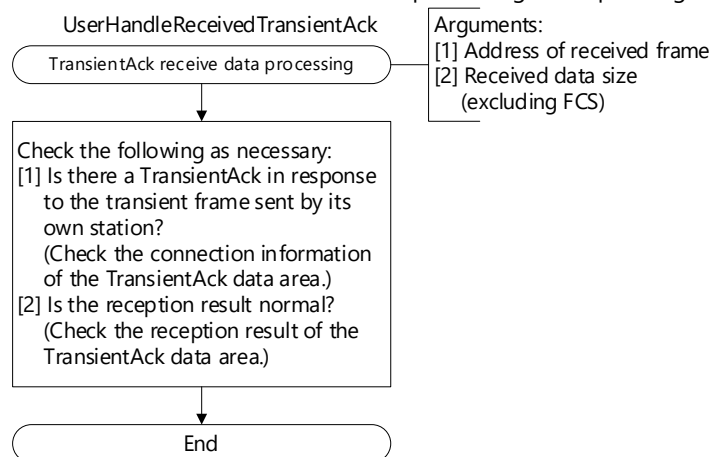 UserHandleReceivedTransientAck
TransientAck receive data processing
Arguments:
[1] Address of received frame
[2] Received data size
(excluding FCS)
Check the following as necessary:
[1] Is there a TransientAck in response
to the transient frame sent by its
own station?
(Check the connection information
of the TransientAck data area.)
[2] Is the reception result normal?
(Check the reception result of the
TransientAck data area.)
End